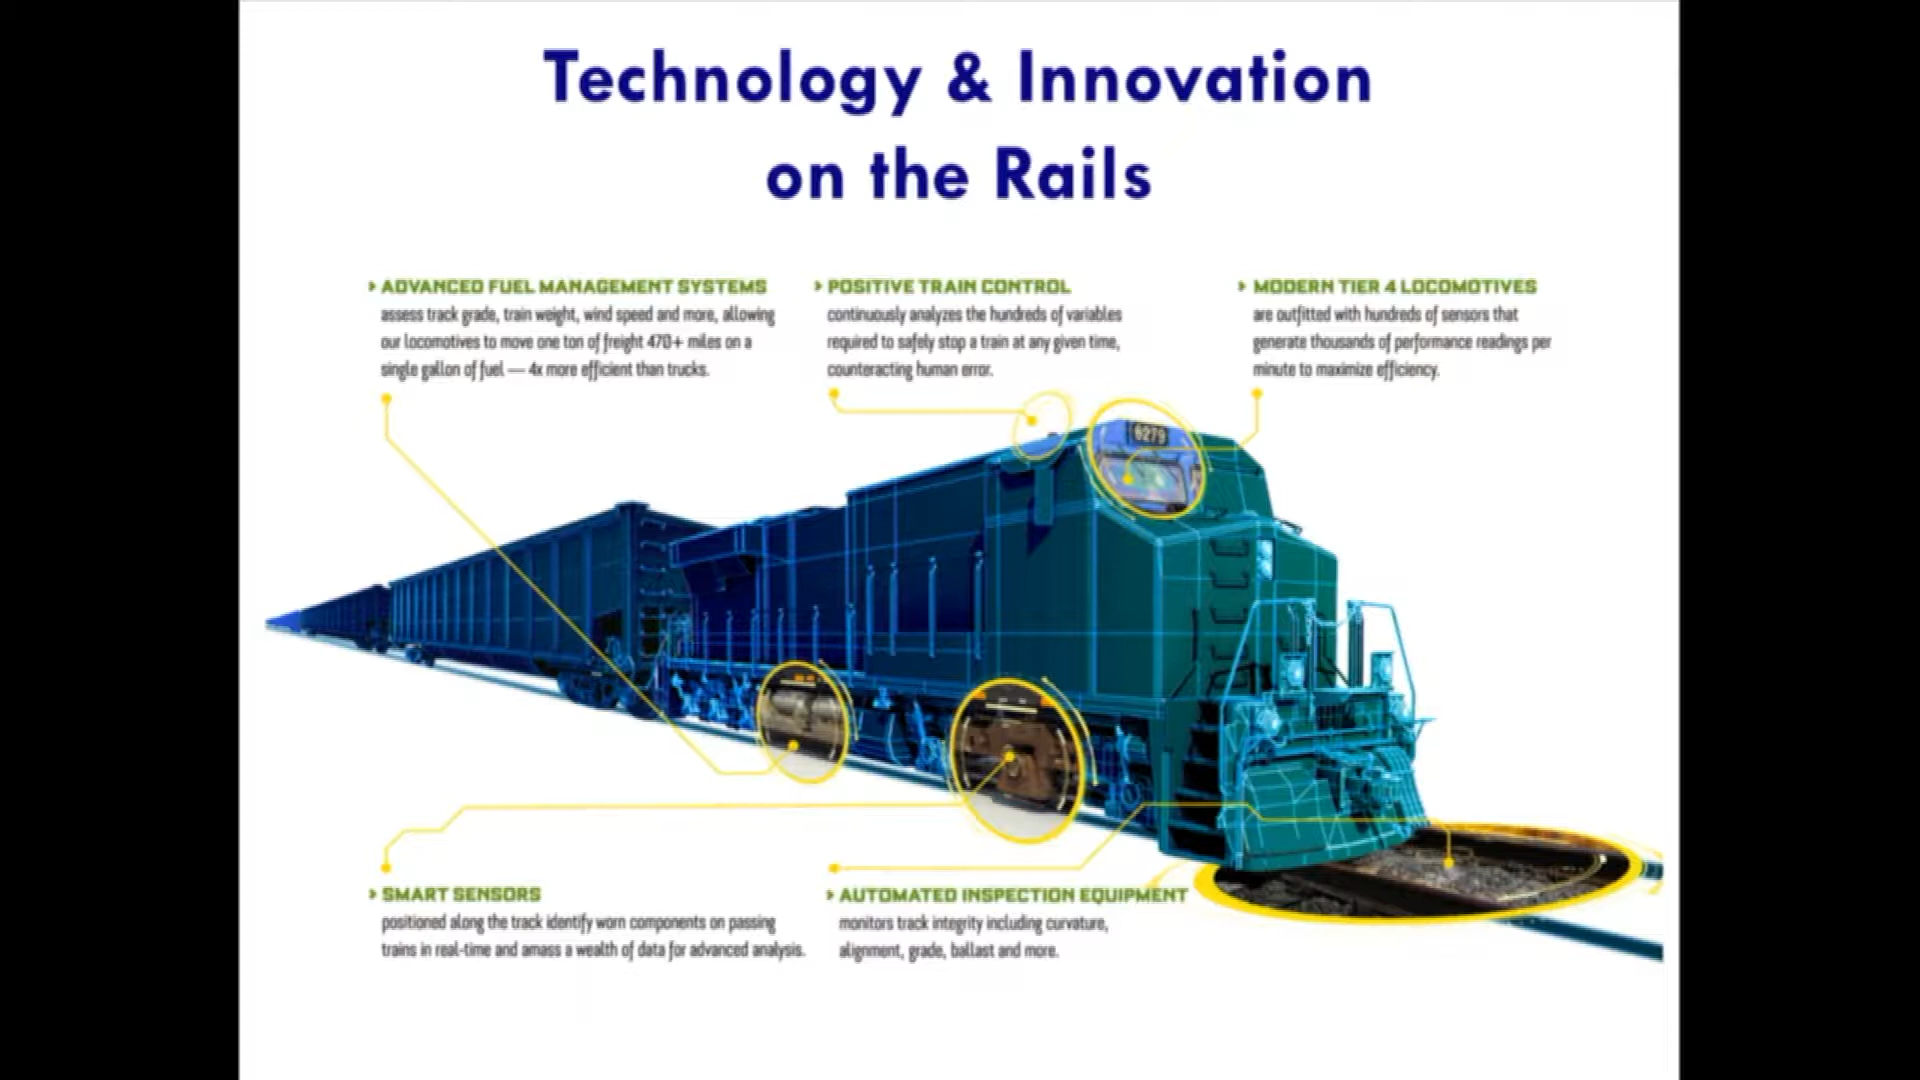 Technology & Innovation
on the Rails
ADVANCED FUEL MANAGEMENT SYSTEMS
assess track grade, train weight, wind speed and more, allowing
our locomotives to move one ton of freight 470+ miles on a
single gallon of fuel — 4x more efficient than trucks.
POSITIVE TRAIN CONTROL
continuously analyzes the hundreds of variables
required to safely stop a train at any given time,
counteracting human error.
MODERN TIER 4 LOCOMOTIVES
are outfitted with hundreds of sensors that
generate thousands of performance readings per
minute to maximize efficiency.
6279
SMART SENSORS
positioned along the track identify worn components on passing
trains in real-time and amass a wealth of data for advanced analysis.
AUTOMATED INSPECTION EQUIPMENT
monitors track integrity including curvature,
alignment, grade, ballast and more.